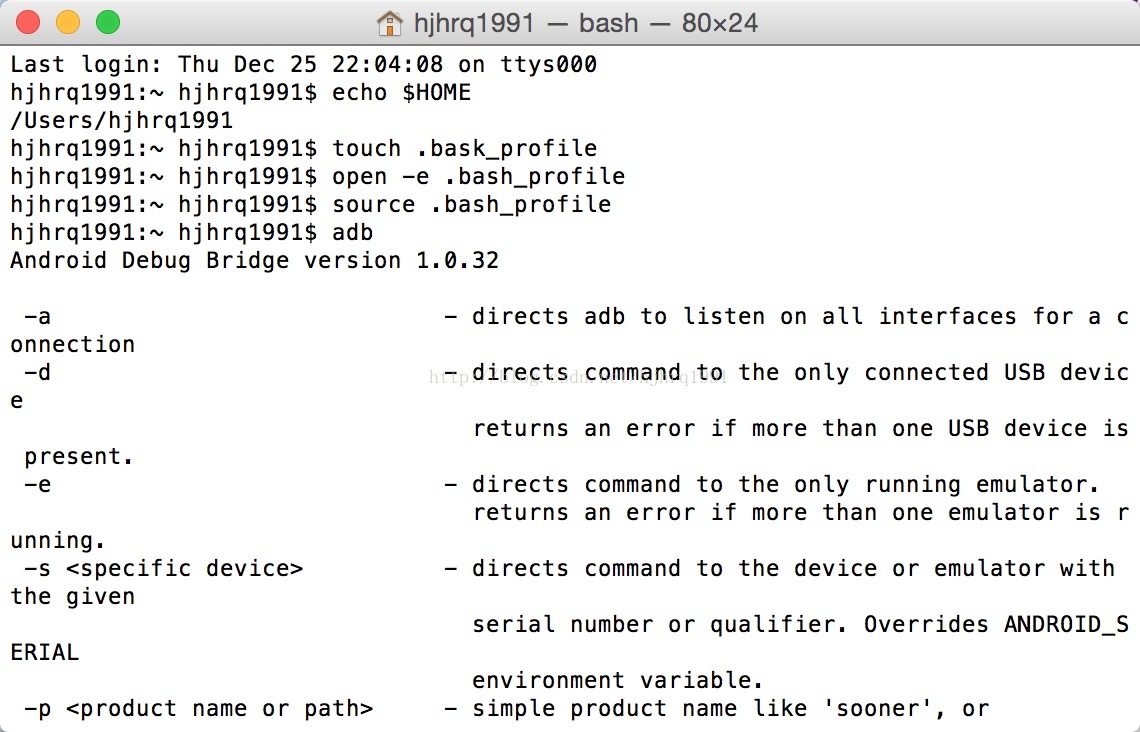 hjhrq1991 — bash — 80×24
Last login: Thu Dec 25 22:04:08 on ttys000
hjhrq1991:~ hjhrq1991$ echo $HOME
/Users/hjhrq1991
hjhrq1991:~ hjhrq1991$ touch .bask_profile
hjhrq1991:~ hjhrq1991$ open -e .bash_profile
hjhrq1991:~ hjhrq1991$ source .bash_profile
hjhrq1991:~ hjhrq1991$ adb
Android Debug Bridge version 1.0.32
-a - directs adb to listen on all interfaces for a c
onnection
-d - directs command to the only connected USB devic
http://blog.csdn.net/hjhrq1991
e
returns an error if more than one USB device is
present.
-e - directs command to the only running emulator.
returns an error if more than one emulator is r
unning.
-s <specific device> - directs command to the device or emulator with
the given
serial number or qualifier. Overrides ANDROID_S
ERIAL
environment variable.
-p <product name or path> - simple product name like 'sooner', or